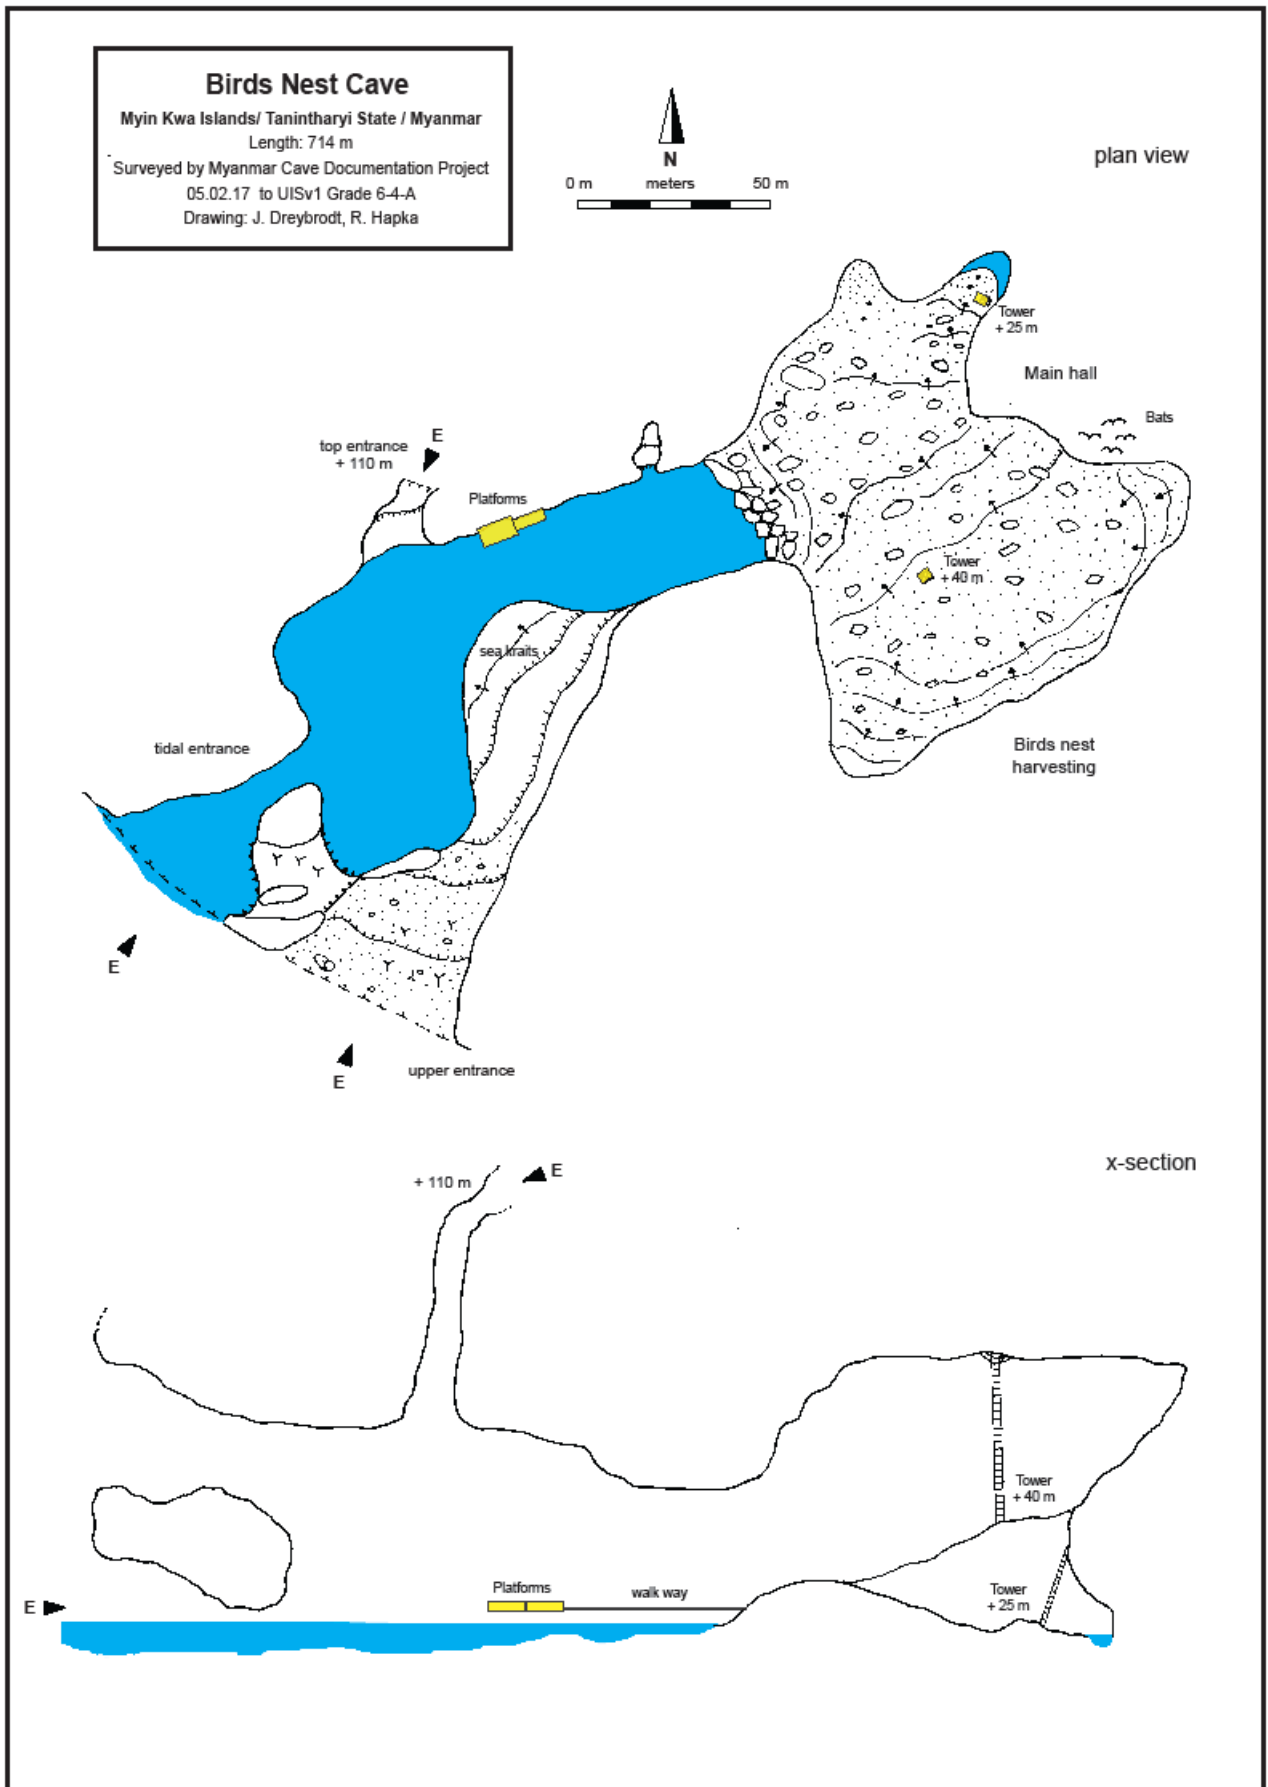 Birds Nest Cave
Myin Kwa Islands/ Tanintharyi State / Myanmar
Length: 714 m
Surveyed by Myanmar Cave Documentation Project
05.02.17 to UISv1 Grade 6-4-A
Drawing: J. Dreybrodt, R. Hapka
N
0 m meters 50 m
plan view
Tower
+ 25 m
Main hall
Bats
E
top entrance
+ 110 m
Platforms
Tower
+ 40 m
sea kraits
tidal entrance
Birds nest
harvesting
E
E
upper entrance
x-section
+ 110 m
E
Tower
+ 40 m
Platforms
walk way
Tower
+ 25 m
E